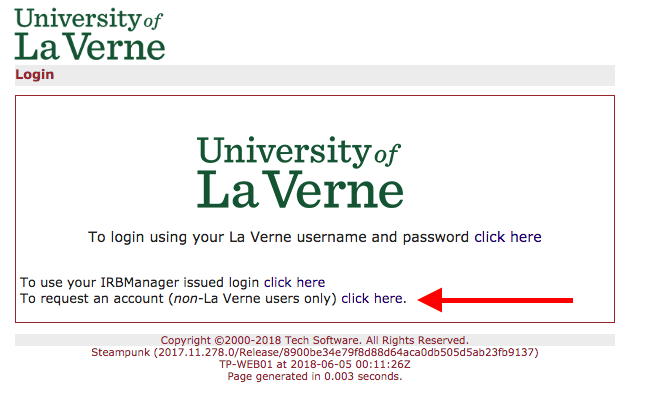 University of
La Verne
Login
University of
La Verne
To login using your La Verne username and password click here
To use your IRBManager issued login click here
To request an account (non-La Verne users only) click here.
Copyright ©2000-2018 Tech Software. All Rights Reserved.
Steampunk (2017.11.278.0/Release/8900be34e79f8d88d64aca0db505d5ab23fb9137)
TP-WEB01 at 2018-06-05 00:11:26Z
Page generated in 0.003 seconds.